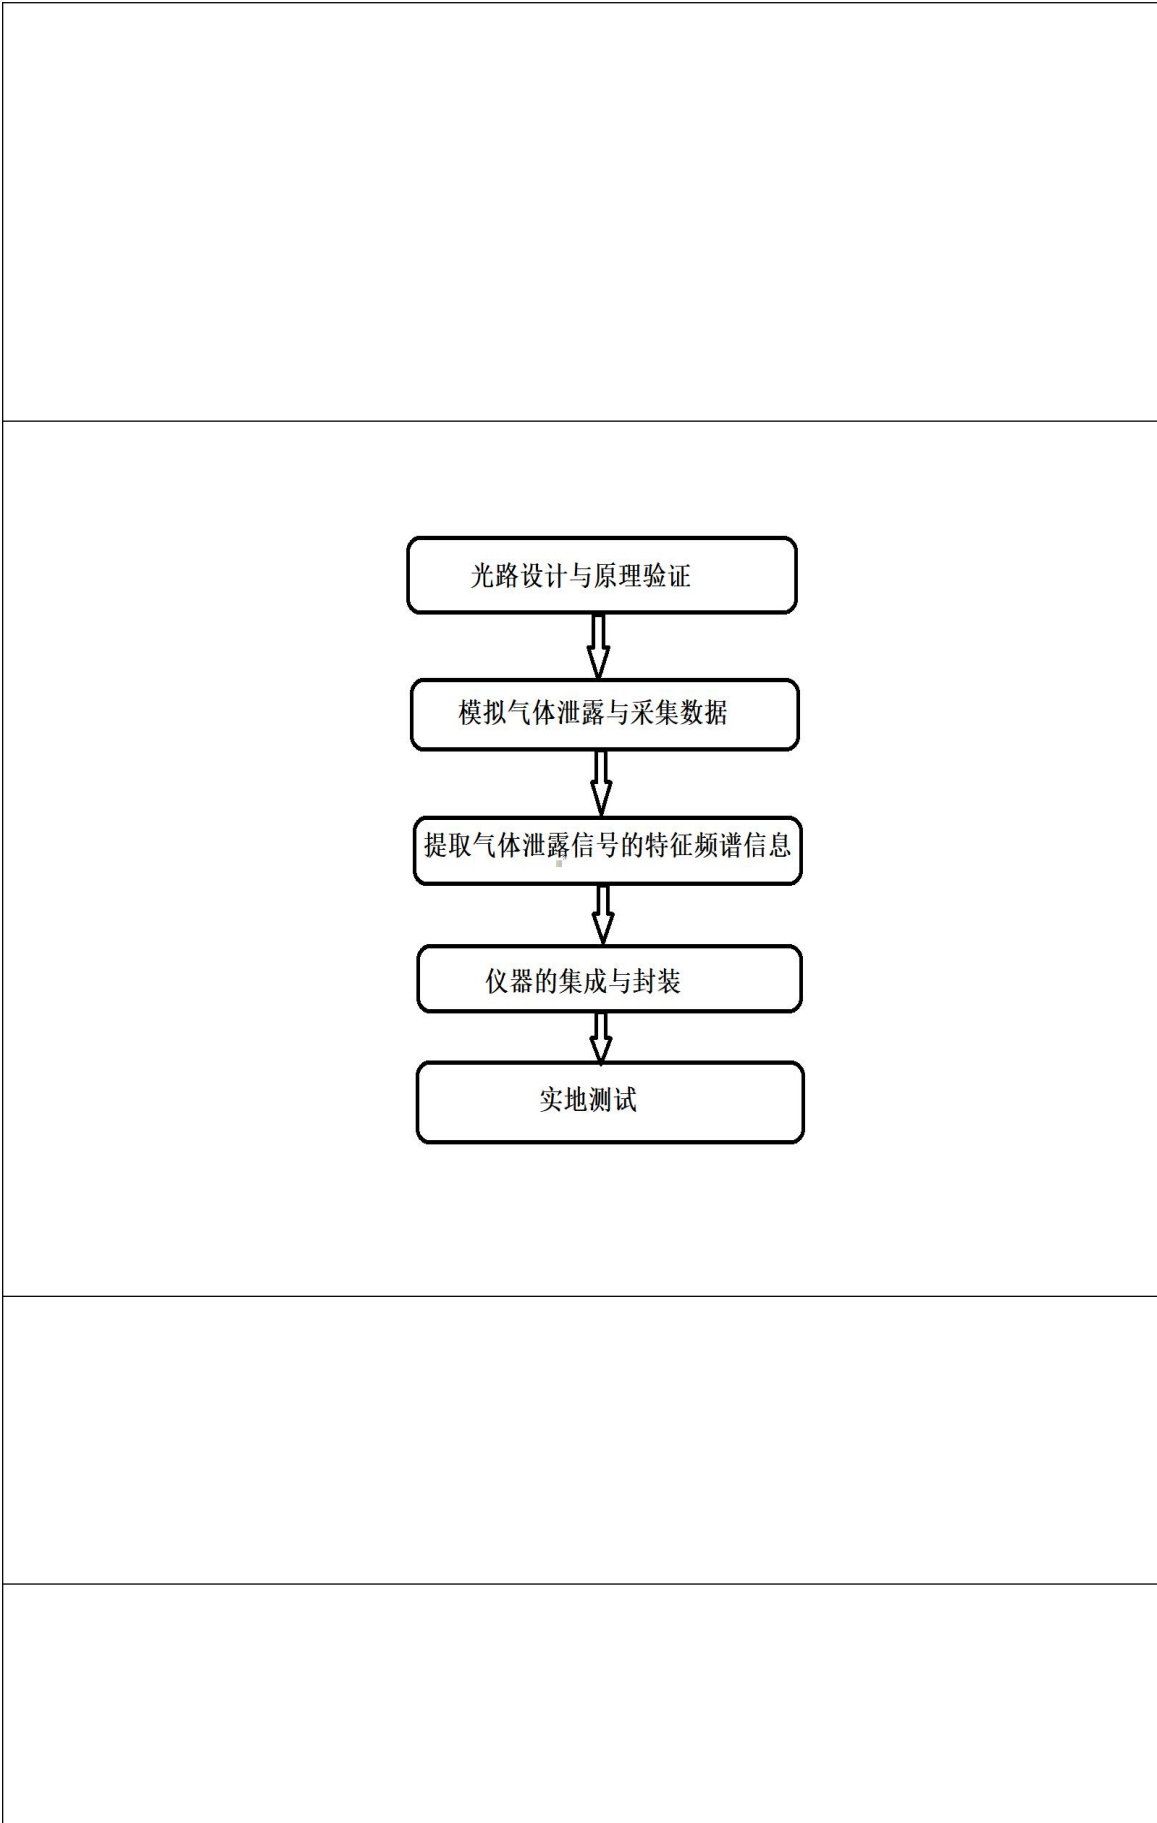 光路设计与原理验证
模拟气体泄露与采集数据
提取气体泄露信号的特征频谱信息
仪器的集成与封装
实地测试